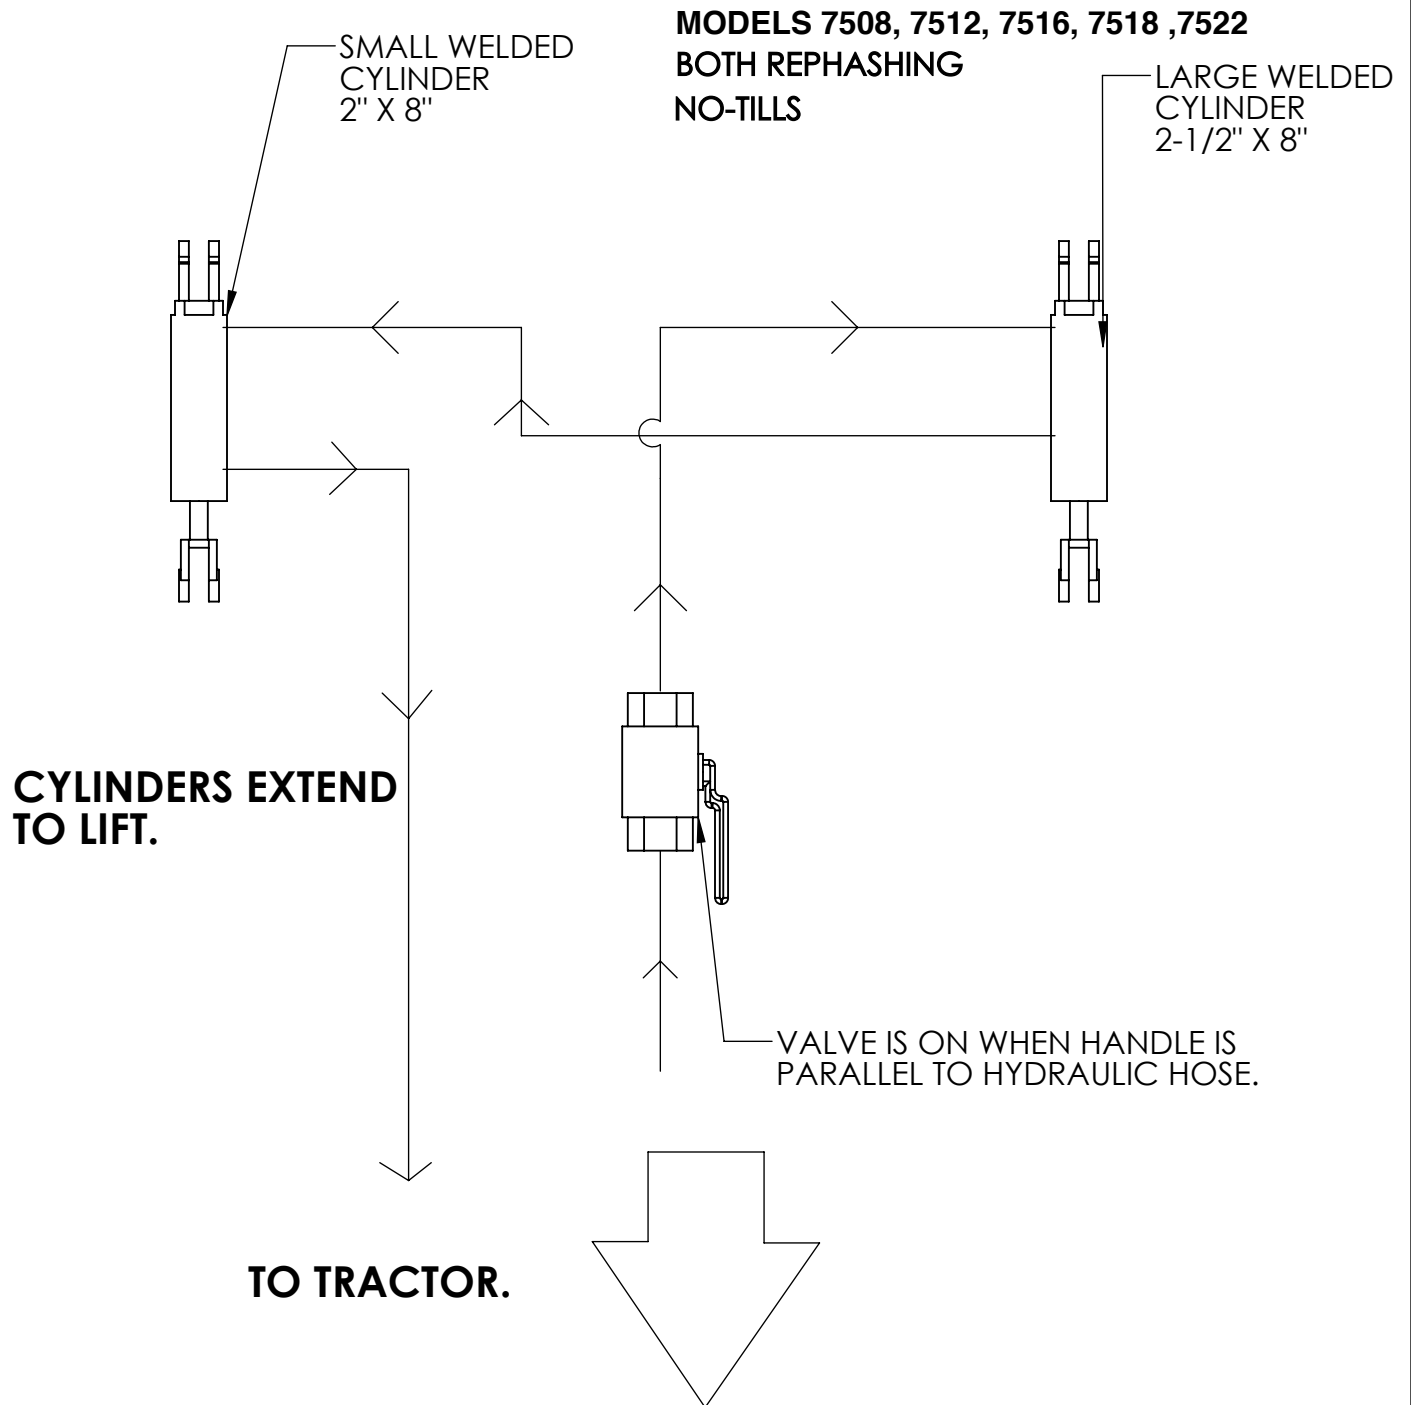 MODELS 7508, 7512, 7516, 7518 ,7522
BOTH REPHASHING
NO-TILLS
SMALL WELDED
CYLINDER
2" X 8"
LARGE WELDED
CYLINDER
2-1/2" X 8"
CYLINDERS EXTEND
TO LIFT.
VALVE IS ON WHEN HANDLE IS
PARALLEL TO HYDRAULIC HOSE.
TO TRACTOR.